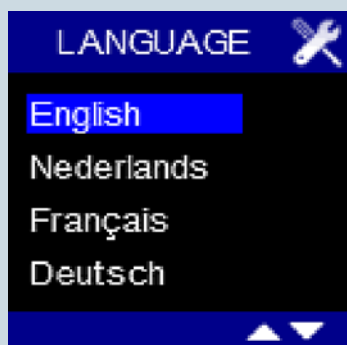 LANGUAGE
English
Nederlands
Français
Deutsch